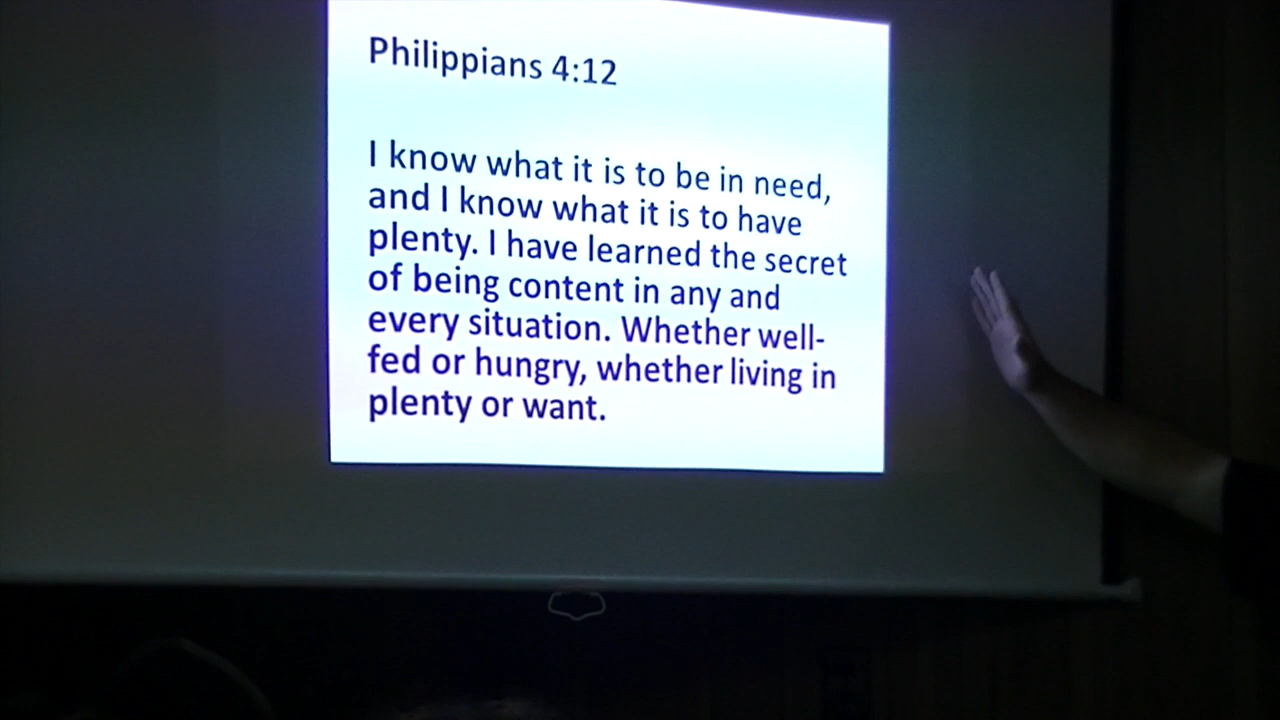 Philippians 4:12
I know what it is to be in need,
and I know what it is to have
plenty. I have learned the secret
of being content in any and
every situation. Whether well-
fed or hungry, whether living in
plenty or want.